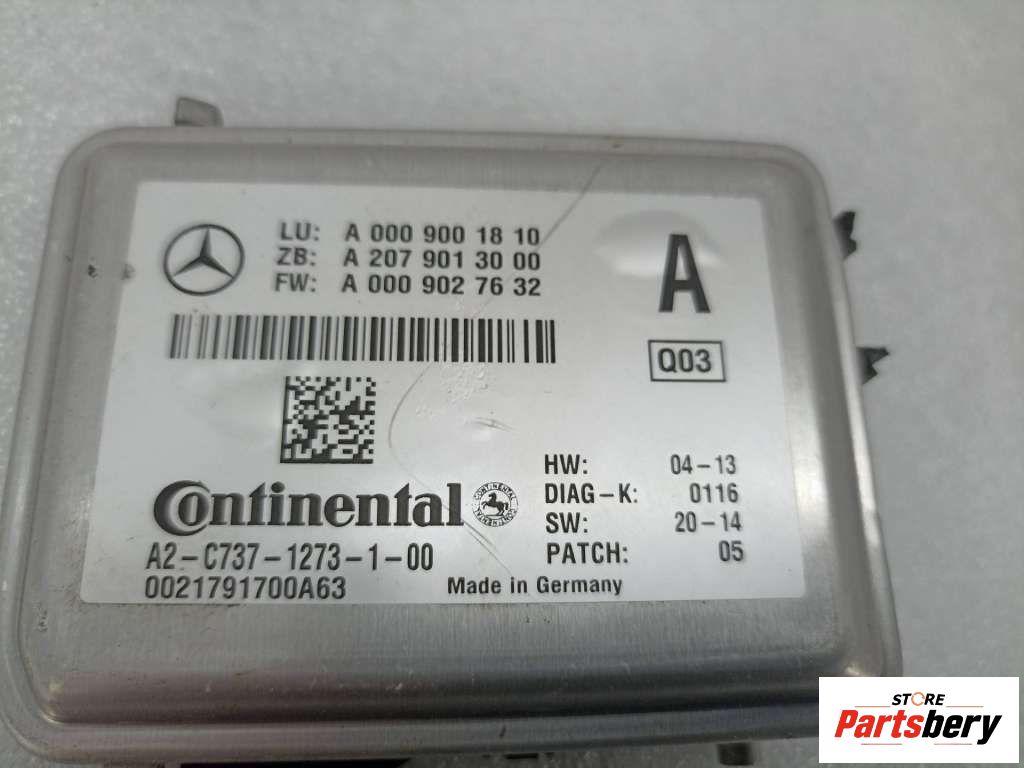 LU: A 000 900 18 10
ZB: A 207 901 30 00
FW: A 000 902 76 32
A
Q03
HW: 04-13
DIAG-K: 0116
SW: 20-14
PATCH: 05
Continental
CONTINENTAL CONTINENTAL
A2-C737-1273-1-00
0021791700A63
Made in Germany
STORE
Partsbery